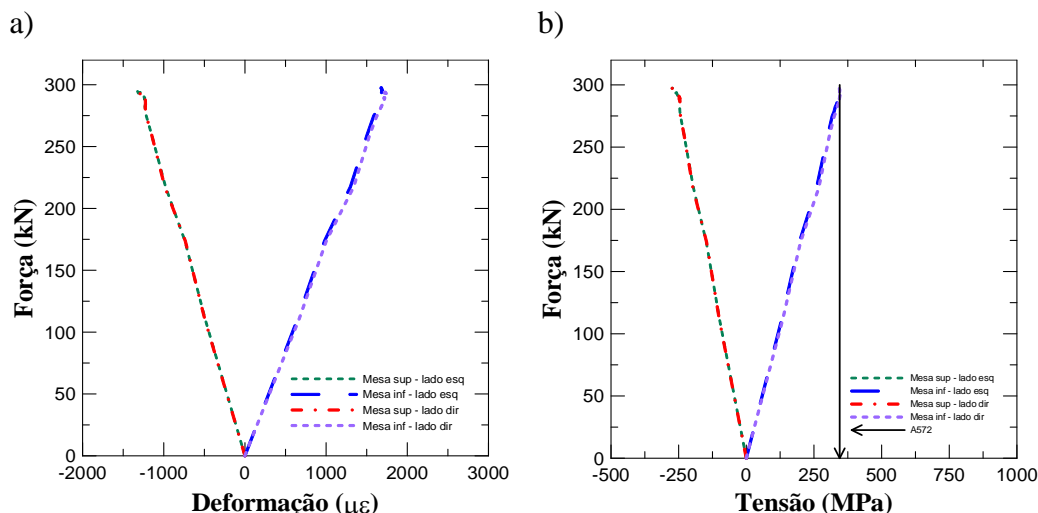 a)
b)
300
250
200
150
100
50
0
Força (kN)
-2000 -1000 0 1000 2000 3000
Deformação (με)
Mesa sup - lado esq
Mesa inf - lado esq
Mesa sup - lado dir
Mesa inf - lado dir
300
250
200
150
100
50
0
Força (kN)
-500 -250 0 250 500 750 1000
Tensão (MPa)
Mesa sup - lado esq
Mesa inf - lado esq
Mesa sup - lado dir
Mesa inf - lado dir
A572